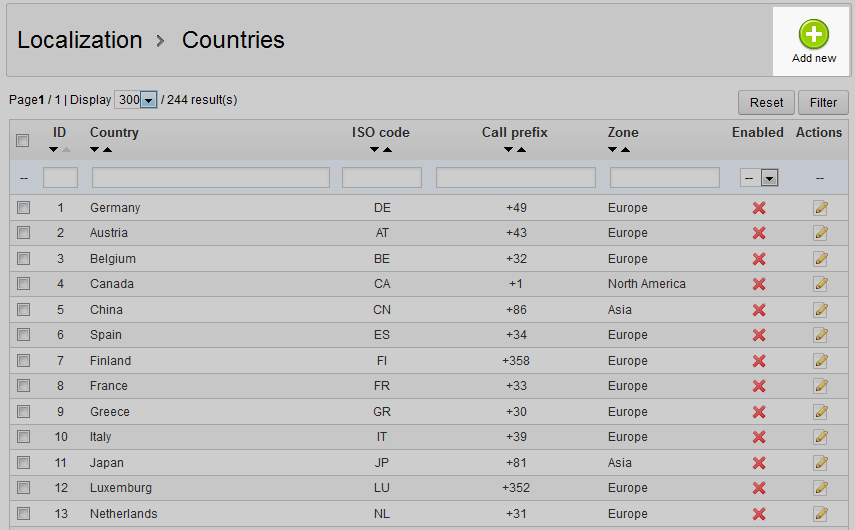 Localization > Countries
Add new
Page1 / 1 | Display 300 / 244 result(s)
Reset Filter
ID Country ISO code Call prefix Zone Enabled Actions
-- -- --
1 Germany DE +49 Europe
2 Austria AT +43 Europe
3 Belgium BE +32 Europe
4 Canada CA +1 North America
5 China CN +86 Asia
6 Spain ES +34 Europe
7 Finland FI +358 Europe
8 France FR +33 Europe
9 Greece GR +30 Europe
10 Italy IT +39 Europe
11 Japan JP +81 Asia
12 Luxemburg LU +352 Europe
13 Netherlands NL +31 Europe